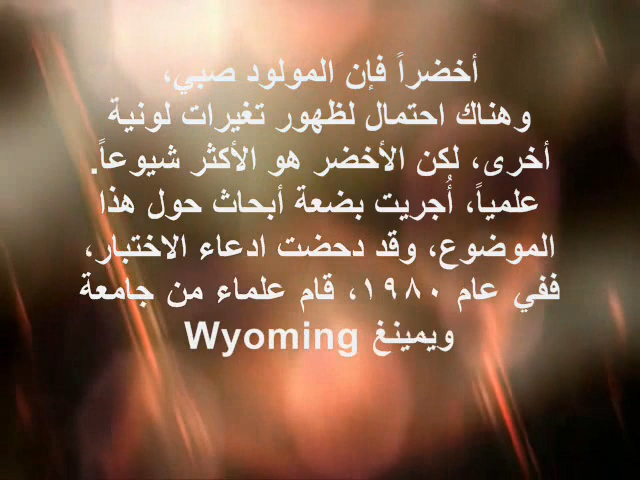 أخضراً فإن المولود صبي،
وهناك احتمال لظهور تغيرات لونية
أخرى، لكن الأخضر هو الأكثر شيوعاً.
علمياً، أُجريت بضعة أبحاث حول هذا
الموضوع، وقد دحضت ادعاء الاختبار،
ففي عام ١٩٨٠، قام علماء من جامعة
ويمينغ Wyoming